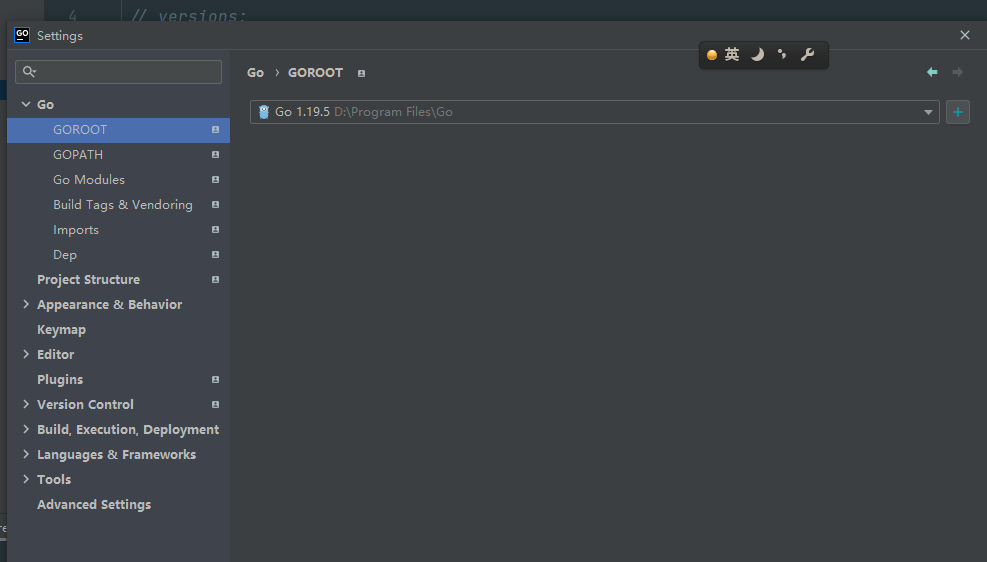 4 // versions:
GO Settings
英
Go › GOROOT
Go 1.19.5 D:\Program Files\Go
Go
GOROOT
GOPATH
Go Modules
Build Tags & Vendoring
Imports
Dep
Project Structure
Appearance & Behavior
Keymap
Editor
Plugins
Version Control
Build, Execution, Deployment
Languages & Frameworks
Tools
Advanced Settings
re